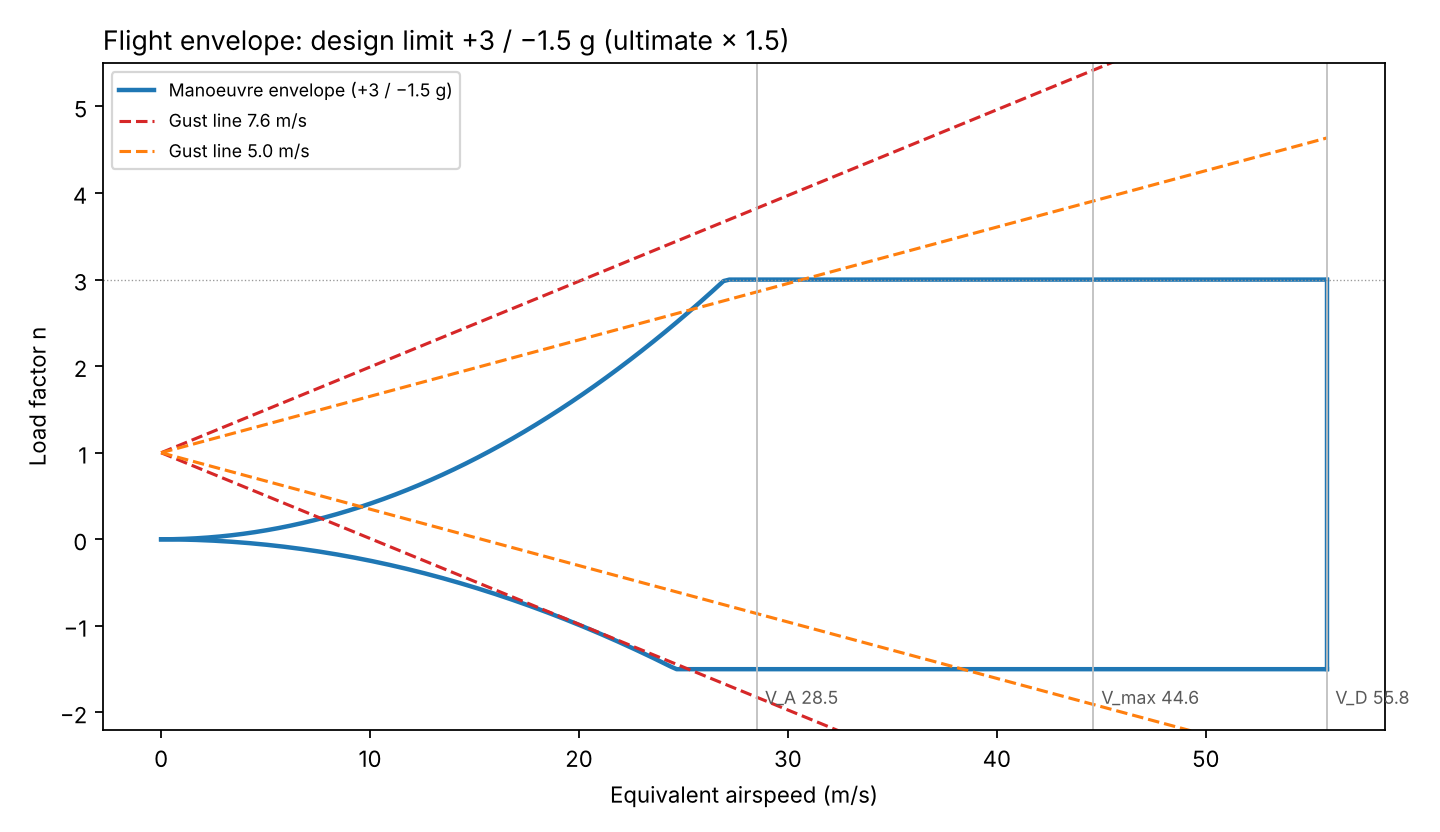 Flight envelope: design limit +3 / −1.5 g (ultimate × 1.5)
Manoeuvre envelope (+3 / −1.5 g)
Gust line 7.6 m/s
Gust line 5.0 m/s
Load factor n
5
4
3
2
1
0
−1
−2
V_A 28.5
V_max 44.6
V_D 55.8
0
10
20
30
40
50
Equivalent airspeed (m/s)